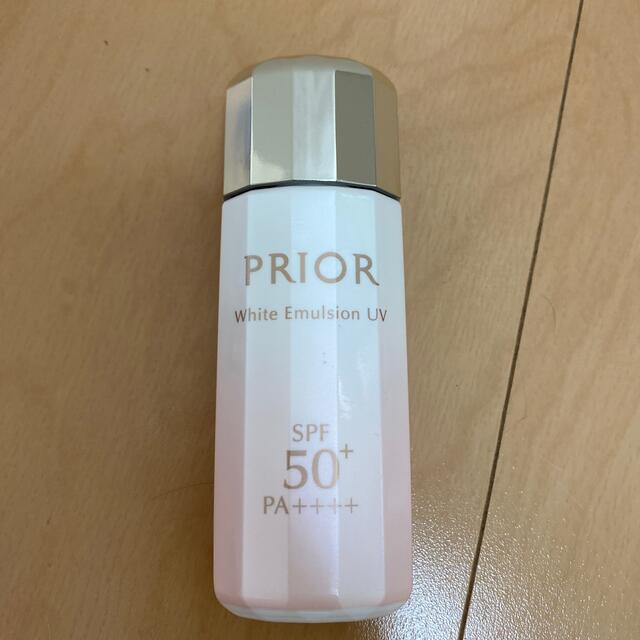 PRIOR
White Emulsion UV
SPF
50+
PA++++